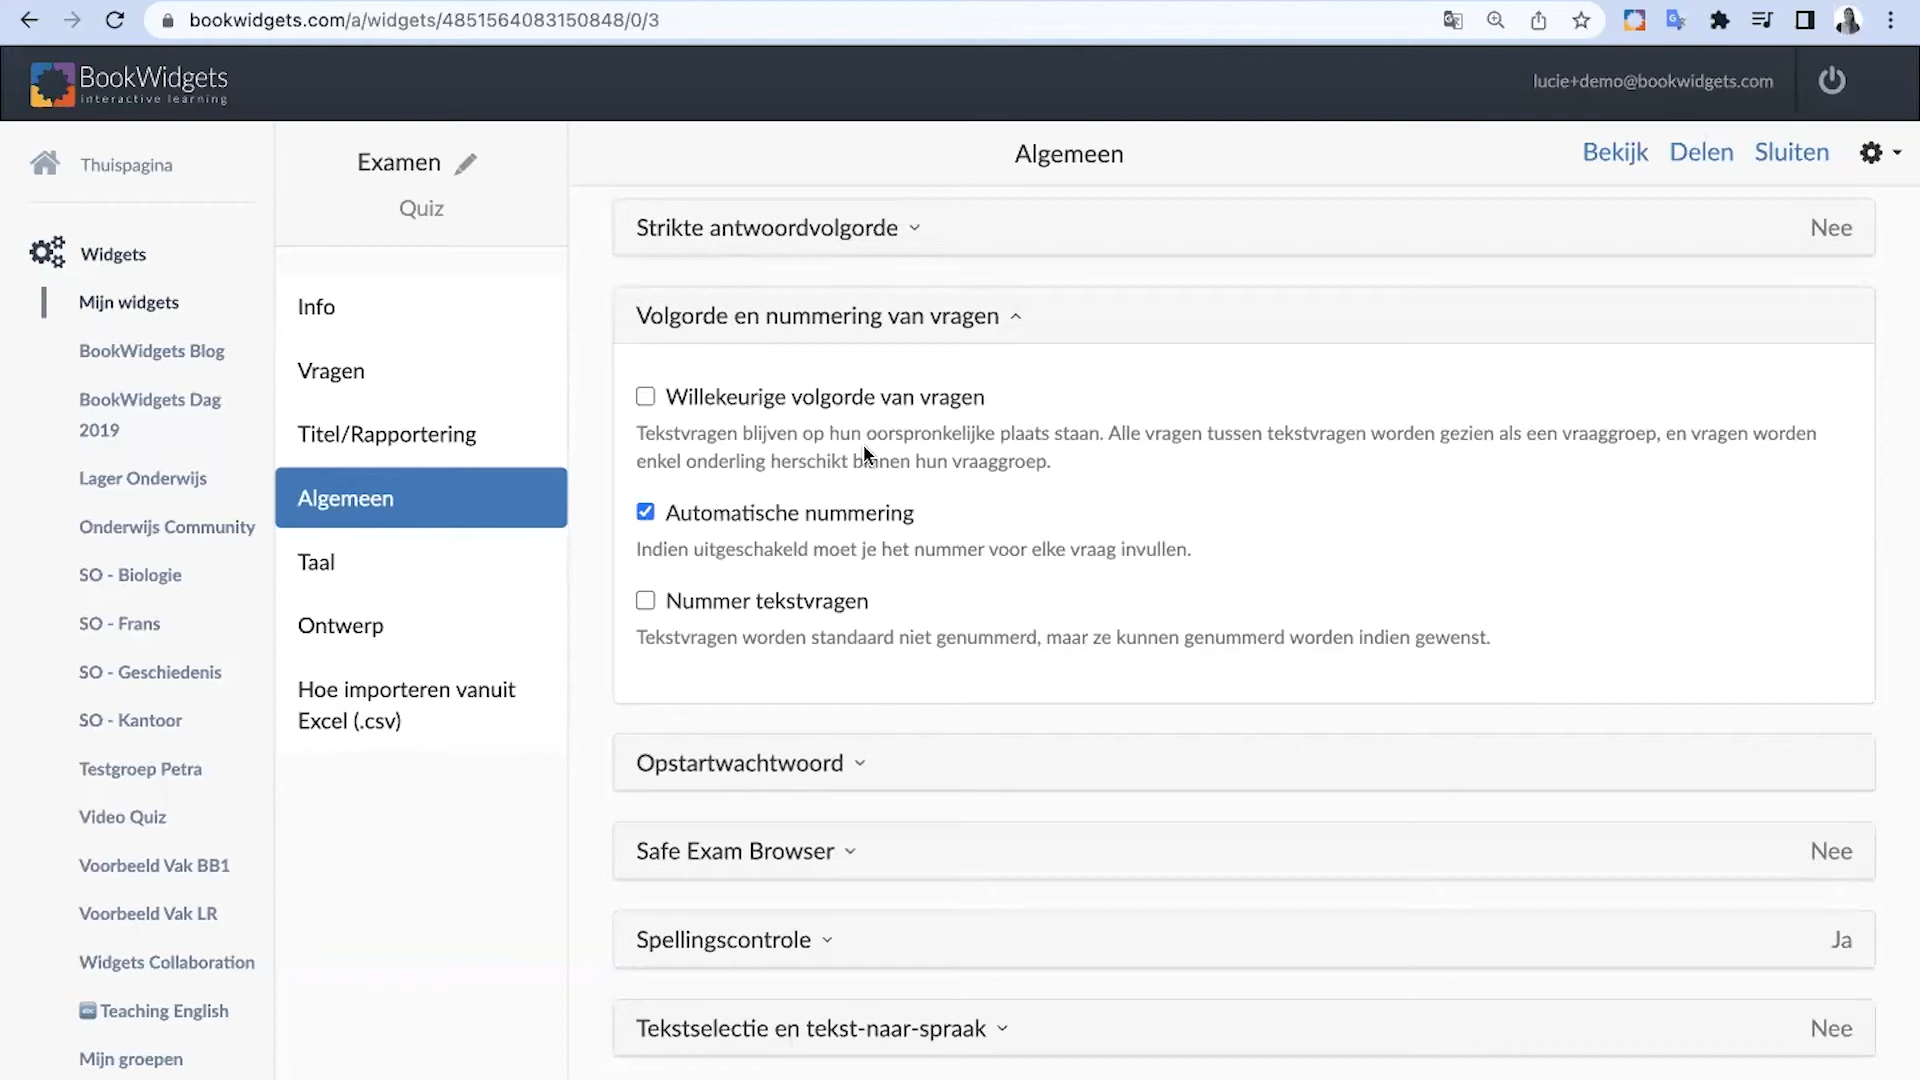 bookwidgets.com/a/widgets/4851564083150848/0/3
BookWidgets
interactive learning
lucie+demo@bookwidgets.com
Thuispagina
Widgets
Mijn widgets
BookWidgets Blog
BookWidgets Dag
2019
Lager Onderwijs
Onderwijs Community
SO - Biologie
SO - Frans
SO - Geschiedenis
SO - Kantoor
Testgroep Petra
Video Quiz
Voorbeeld Vak BB1
Voorbeeld Vak LR
Widgets Collaboration
abc Teaching English
Mijn groepen
Examen
Quiz
Info
Vragen
Titel/Rapportering
Algemeen
Taal
Ontwerp
Hoe importeren vanuit
Excel (.csv)
Algemeen
Bekijk Delen Sluiten
Strikte antwoordvolgorde Nee
Volgorde en nummering van vragen
Willekeurige volgorde van vragen
Tekstvragen blijven op hun oorspronkelijke plaats staan. Alle vragen tussen tekstvragen worden gezien als een vraaggroep, en vragen worden
enkel onderling herschikt binnen hun vraaggroep.
Automatische nummering
Indien uitgeschakeld moet je het nummer voor elke vraag invullen.
Nummer tekstvragen
Tekstvragen worden standaard niet genummerd, maar ze kunnen genummerd worden indien gewenst.
Opstartwachtwoord
Safe Exam Browser Nee
Spellingscontrole Ja
Tekstselectie en tekst-naar-spraak Nee